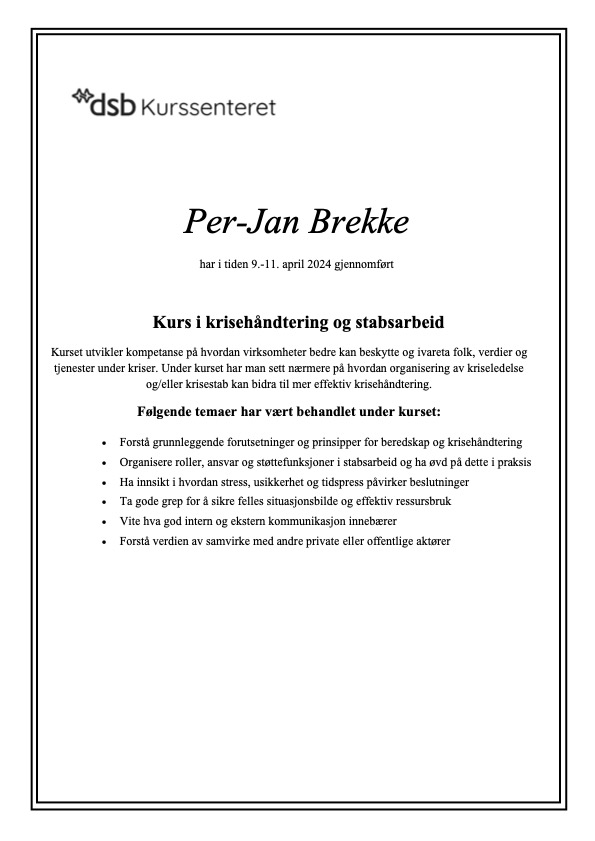 dsb Kurssenteret
Per-Jan Brekke
har i tiden 9.-11. april 2024 gjennomført
Kurs i krisehåndtering og stabsarbeid
Kurset utvikler kompetanse på hvordan virksomheter bedre kan beskytte og ivareta folk, verdier og
tjenester under kriser. Under kurset har man sett nærmere på hvordan organisering av kriseledelse
og/eller krisestab kan bidra til mer effektiv krisehåndtering.
Følgende temaer har vært behandlet under kurset:
• Forstå grunnleggende forutsetninger og prinsipper for beredskap og krisehåndtering
• Organisere roller, ansvar og støttefunksjoner i stabsarbeid og ha øvd på dette i praksis
• Ha innsikt i hvordan stress, usikkerhet og tidspress påvirker beslutninger
• Ta gode grep for å sikre felles situasjonsbilde og effektiv ressursbruk
• Vite hva god intern og ekstern kommunikasjon innebærer
• Forstå verdien av samvirke med andre private eller offentlige aktører